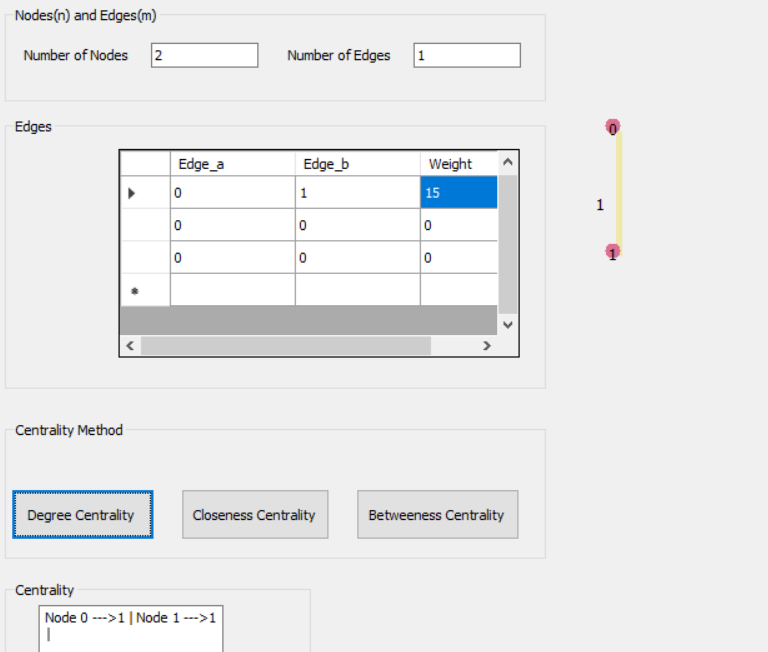 Nodes(n) and Edges(m)
Number of Nodes 2 Number of Edges 1
Edges
Edge_a Edge_b Weight
0 1 15
0 0 0
0 0 0
0
1
1
Centrality Method
Degree Centrality Closeness Centrality Betweeness Centrality
Centrality
Node 0 --->1 | Node 1 --->1
|